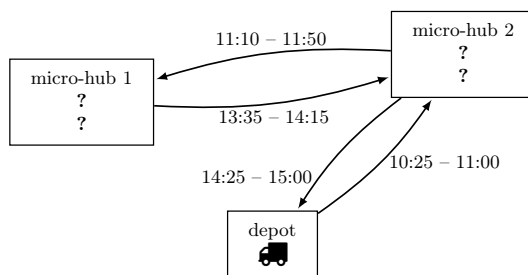 11:10 – 11:50
micro-hub 2
?
?
micro-hub 1
?
?
13:35 – 14:15
14:25 – 15:00
10:25 – 11:00
depot